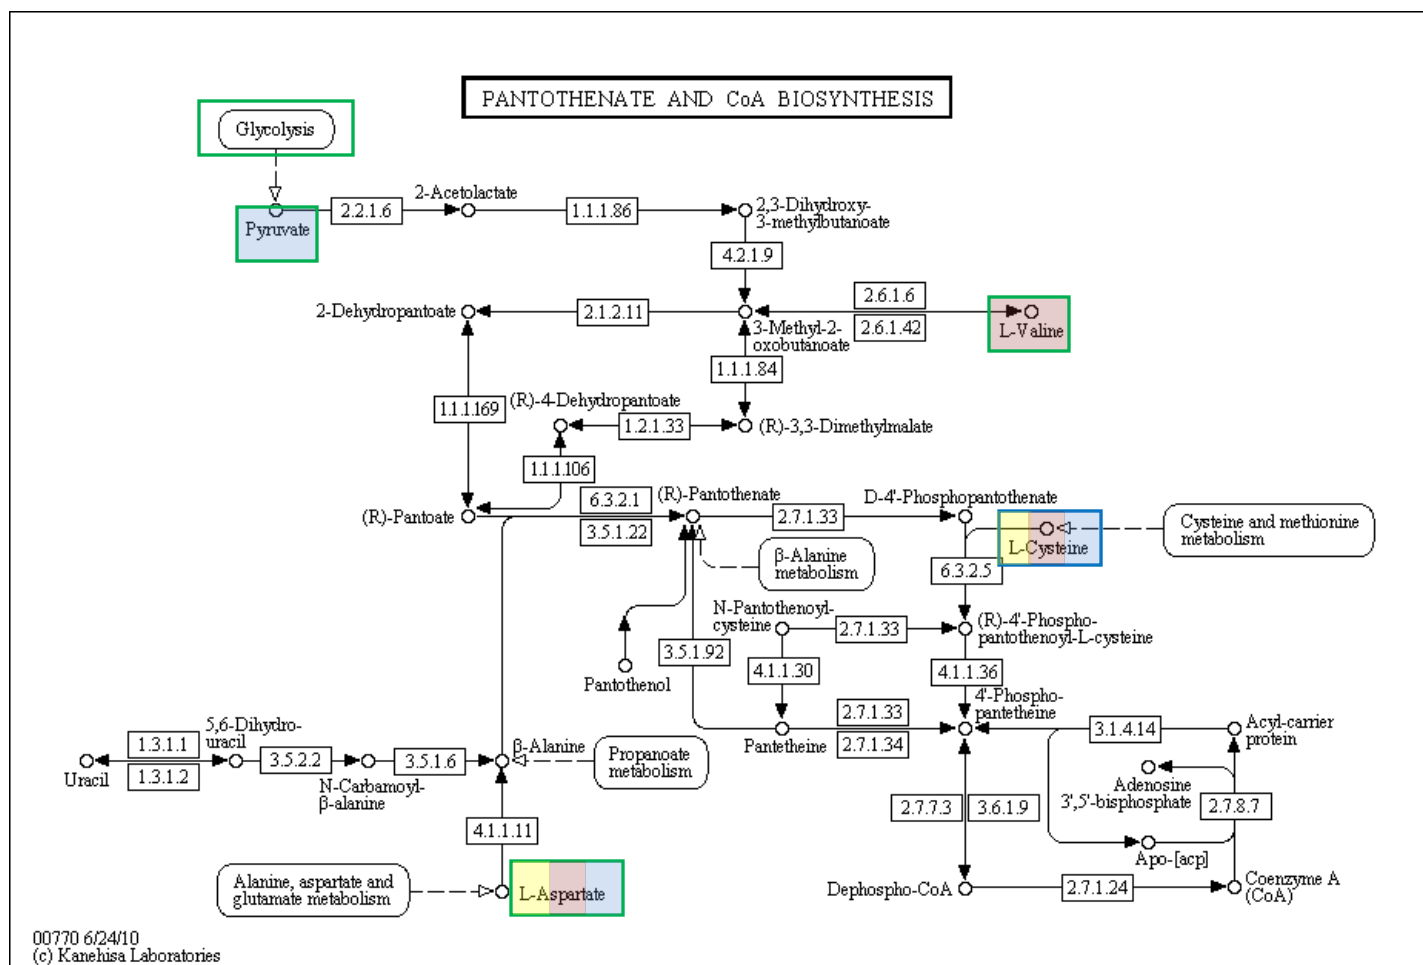 PANTOTHENATE AND CoA BIOSYNTHESIS
Glycolysis
2-Acetolactate
2,3-Dihydroxy-
3-methylbutanoate
Pyruvate
2.2.1.6
1.1.1.86
4.2.1.9
2-Dehydropantoate
2.1.2.11
3-Methyl-2-
oxobutanoate
2.6.1.6
2.6.1.42
L-Valine
1.1.1.84
1.1.1.169
(R)-4-Dehydropantoate
1.2.1.33
(R)-3,3-Dimethylmalate
1.1.1.106
(R)-Pantoate
6.3.2.1
3.5.1.22
(R)-Pantothenate
2.7.1.33
D-4'-Phosphopantothenate
L-Cysteine
Cysteine and methionine
metabolism
β-Alanine
metabolism
6.3.2.5
N-Pantothenoyl-
cysteine
2.7.1.33
(R)-4'-Phospho-
pantothenoyl-L-cysteine
3.5.1.92
4.1.1.30
4.1.1.36
Pantothenol
4'-Phospho-
pantetheine
Pantetheine
2.7.1.33
2.7.1.34
3.1.4.14
Acyl-carrier
protein
5,6-Dihydro-
uracil
Uracil
1.3.1.1
1.3.1.2
3.5.2.2
N-Carbamoyl-
β-alanine
3.5.1.6
β-Alanine
Propanoate
metabolism
Adenosine
3',5'-bisphosphate
2.7.7.3
3.6.1.9
2.7.8.7
4.1.1.11
Apo-[acp]
Alanine, aspartate and
glutamate metabolism
L-Aspartate
Dephospho-CoA
2.7.1.24
Coenzyme A
(CoA)
00770 6/24/10
(c) Kanehisa Laboratories